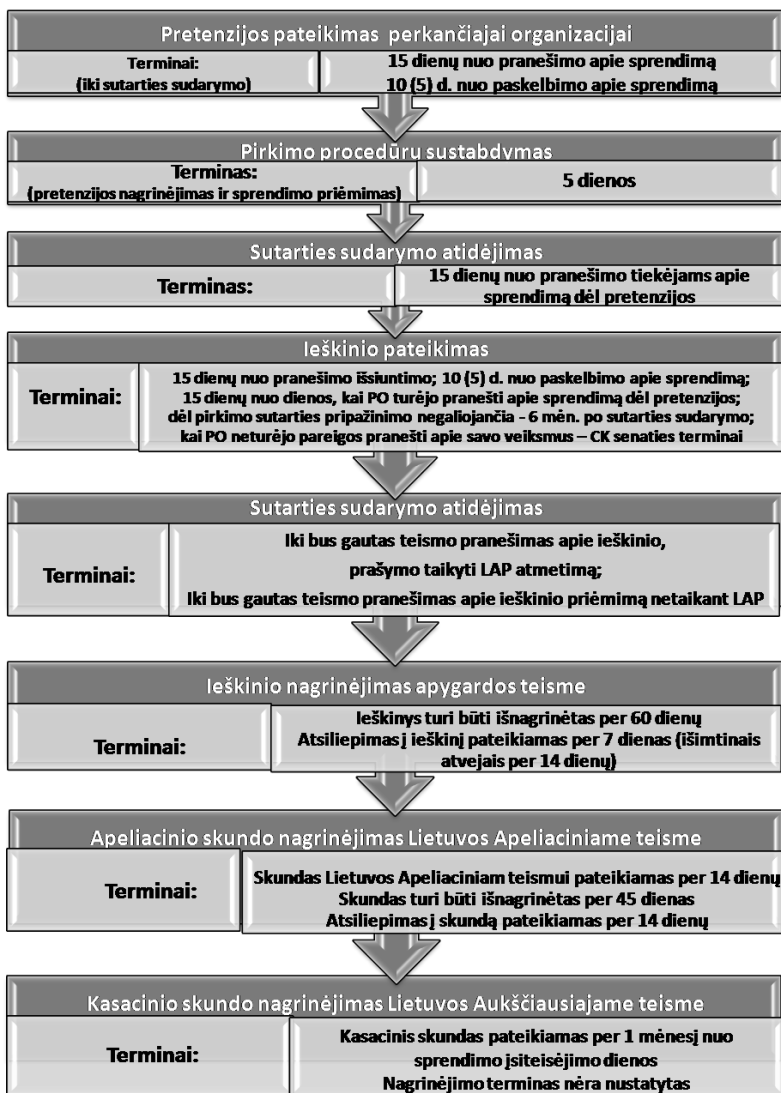 Pretenzijos pateikimas perkančiajai organizacijai
Terminai:
(iki sutarties sudarymo)
15 dienų nuo pranešimo apie sprendimą
10 (5) d. nuo paskelbimo apie sprendimą
Pirkimo procedūrų sustabdymas
Terminas:
(pretenzijos nagrinėjimas ir sprendimo priėmimas)
5 dienos
Sutarties sudarymo atidėjimas
Terminas:
15 dienų nuo pranešimo tiekėjams apie
sprendimą dėl pretenzijos
Ieškinio pateikimas
Terminai:
15 dienų nuo pranešimo išsiuntimo; 10 (5) d. nuo paskelbimo apie sprendimą;
15 dienų nuo dienos, kai PO turėjo pranešti apie sprendimą dėl pretenzijos;
dėl pirkimo sutarties pripažinimo negaliojančia - 6 mėn. po sutarties sudarymo;
kai PO neturėjo pareigos pranešti apie savo veiksmus – CK senaties terminai
Sutarties sudarymo atidėjimas
Terminai:
Iki bus gautas teismo pranešimas apie ieškinio,
prašymo taikyti LAP atmetimą;
Iki bus gautas teismo pranešimas apie ieškinio priėmimą netaikant LAP
Ieškinio nagrinėjimas apygardos teisme
Terminai:
Ieškinys turi būti išnagrinėtas per 60 dienų
Atsiliepimas į ieškinį pateikiamas per 7 dienas (išimtinais
atvejais per 14 dienų)
Apeliacinio skundo nagrinėjimas Lietuvos Apeliaciniame teisme
Terminai:
Skundas Lietuvos Apeliaciniam teismui pateikiamas per 14 dienų
Skundas turi būti išnagrinėtas per 45 dienas
Atsiliepimas į skundą pateikiamas per 14 dienų
Kasacinio skundo nagrinėjimas Lietuvos Aukščiausiajame teisme
Terminai:
Kasacinis skundas pateikiamas per 1 mėnesį nuo
sprendimo įsiteisėjimo dienos
Nagrinėjimo terminas nėra nustatytas